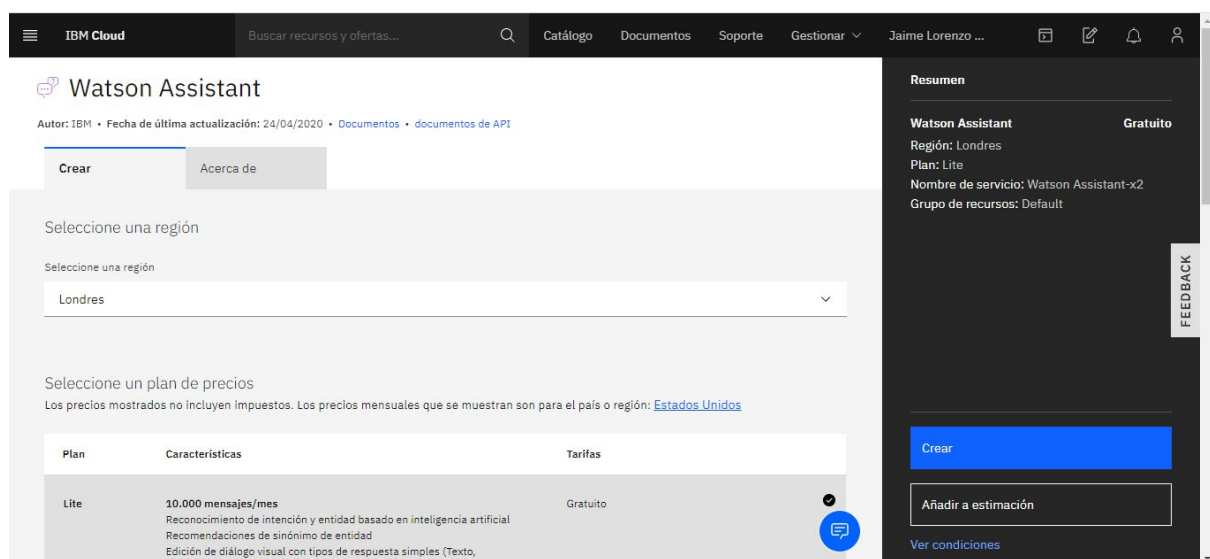 IBM Cloud
Buscar recursos y ofertas...
Catálogo
Documentos
Soporte
Gestionar
Jaime Lorenzo ...
Watson Assistant
Autor: IBM • Fecha de última actualización: 24/04/2020 • Documentos • documentos de API
Crear
Acerca de
Seleccione una región
Seleccione una región
Londres
Seleccione un plan de precios
Los precios mostrados no incluyen impuestos. Los precios mensuales que se muestran son para el país o región: Estados Unidos
Plan
Características
Tarifas
Lite
10.000 mensajes/mes
Gratuito
Reconocimiento de intención y entidad basado en inteligencia artificial
Recomendaciones de sinónimo de entidad
Edición de diálogo visual con tipos de respuesta simples (Texto,
Resumen
Watson Assistant
Gratuito
Región: Londres
Plan: Lite
Nombre de servicio: Watson Assistant-x2
Grupo de recursos: Default
FEEDBACK
Crear
Añadir a estimación
Ver condiciones